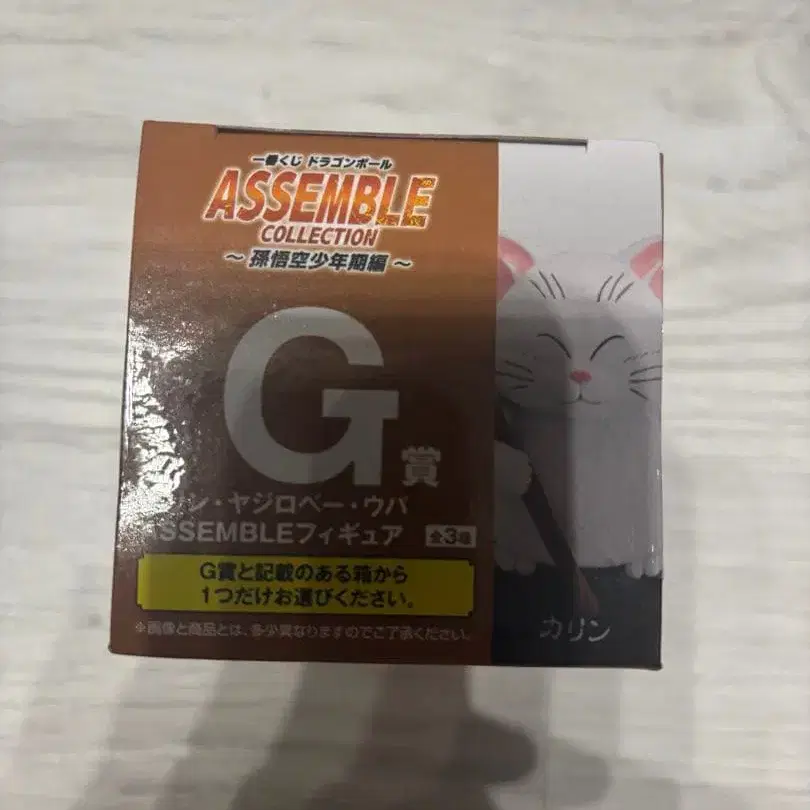 一番くじ ドラゴンボール
ASSEMBLE
COLLECTION
～ 孫悟空少年期編 ～
G賞
リン・ヤジロベー・ウパ
ASSEMBLEフィギュア 全3種
G賞と記載のある箱から
1つだけお選びください。
※画像と商品とは、多少異なりますのでご了承ください。
カリン